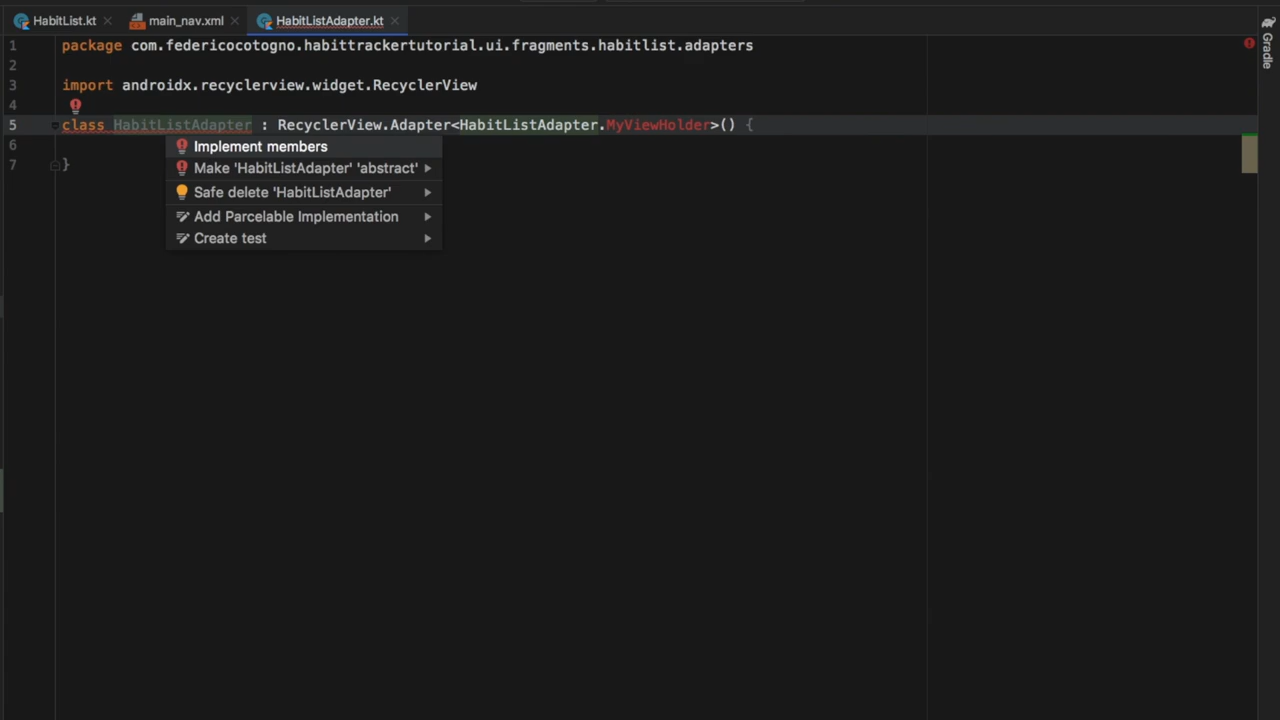 HabitList.kt main_nav.xml HabitListAdapter.kt
1 package com.federicocotogno.habittrackertutorial.ui.fragments.habitlist.adapters
2
3 import androidx.recyclerview.widget.RecyclerView
4
5 class HabitListAdapter : RecyclerView.Adapter<HabitListAdapter.MyViewHolder>() {
6
7 }
Implement members
Make 'HabitListAdapter' 'abstract'
Safe delete 'HabitListAdapter'
Add Parcelable Implementation
Create test
Gradle